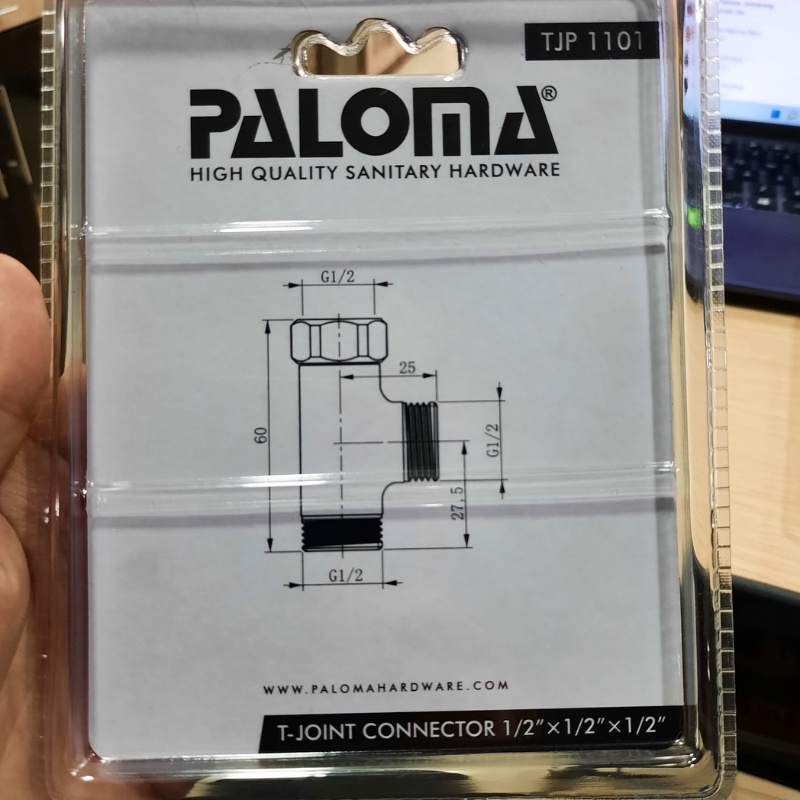 TJP 1101
PALOMA®
HIGH QUALITY SANITARY HARDWARE
G1/2
25
60
G1/2
27,5
G1/2
WWW.PALOMAHARDWARE.COM
T-JOINT CONNECTOR 1/2"×1/2"×1/2"